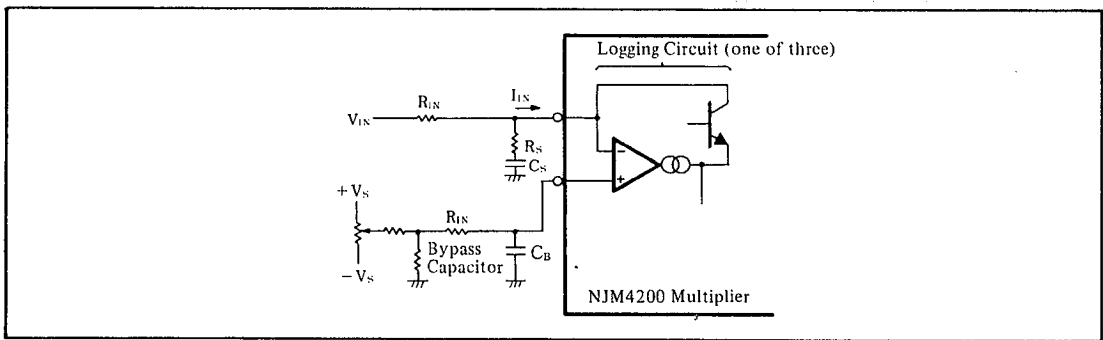 Logging Circuit (one of three)
R_IN
I_IN
V_IN
R_S
C_S
−
+
+V_S
R_IN
Bypass
Capacitor
C_B
−V_S
NJM4200 Multiplier